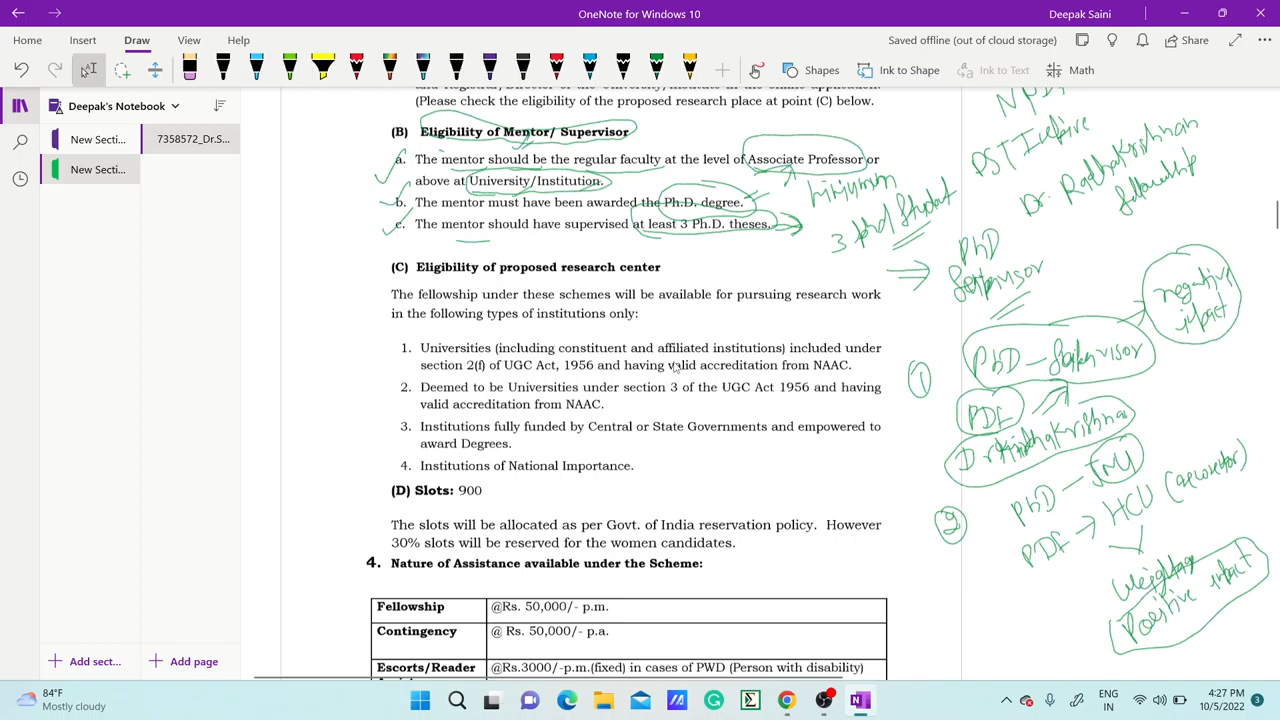 OneNote for Windows 10
Deepak Saini
Home Insert Draw View Help
Saved offline (out of cloud storage)
Share
Shapes
Ink to Shape
Ink to Text
Math
Deepak's Notebook
New Secti...
New Secti...
7358572_Dr.S...
(Please check the eligibility of the proposed research place at point (C) below.
(B) Eligibility of Mentor/ Supervisor
a. The mentor should be the regular faculty at the level of Associate Professor or
above at University/Institution.
b. The mentor must have been awarded the Ph.D. degree.
c. The mentor should have supervised at least 3 Ph.D. theses.
(C) Eligibility of proposed research center
The fellowship under these schemes will be available for pursuing research work
in the following types of institutions only:
1. Universities (including constituent and affiliated institutions) included under
section 2(f) of UGC Act, 1956 and having valid accreditation from NAAC.
2. Deemed to be Universities under section 3 of the UGC Act 1956 and having
valid accreditation from NAAC.
3. Institutions fully funded by Central or State Governments and empowered to
award Degrees.
4. Institutions of National Importance.
(D) Slots: 900
The slots will be allocated as per Govt. of India reservation policy. However
30% slots will be reserved for the women candidates.
4. Nature of Assistance available under the Scheme:
Fellowship @Rs. 50,000/- p.m.
Contingency @ Rs. 50,000/- p.a.
Escorts/Reader @Rs.3000/-p.m.(fixed) in cases of PWD (Person with disability)
DST
Dr. Radhakrishnan
fellowship
3 phd
PhD
Supervisor
negative
impact
1
PhD - Supervisor
PDF
2
PhD - JNU
PDF → HCU
Positive impact
Add sect...
Add page
84°F
Mostly cloudy
ENG
IN
4:27 PM
10/5/2022
3